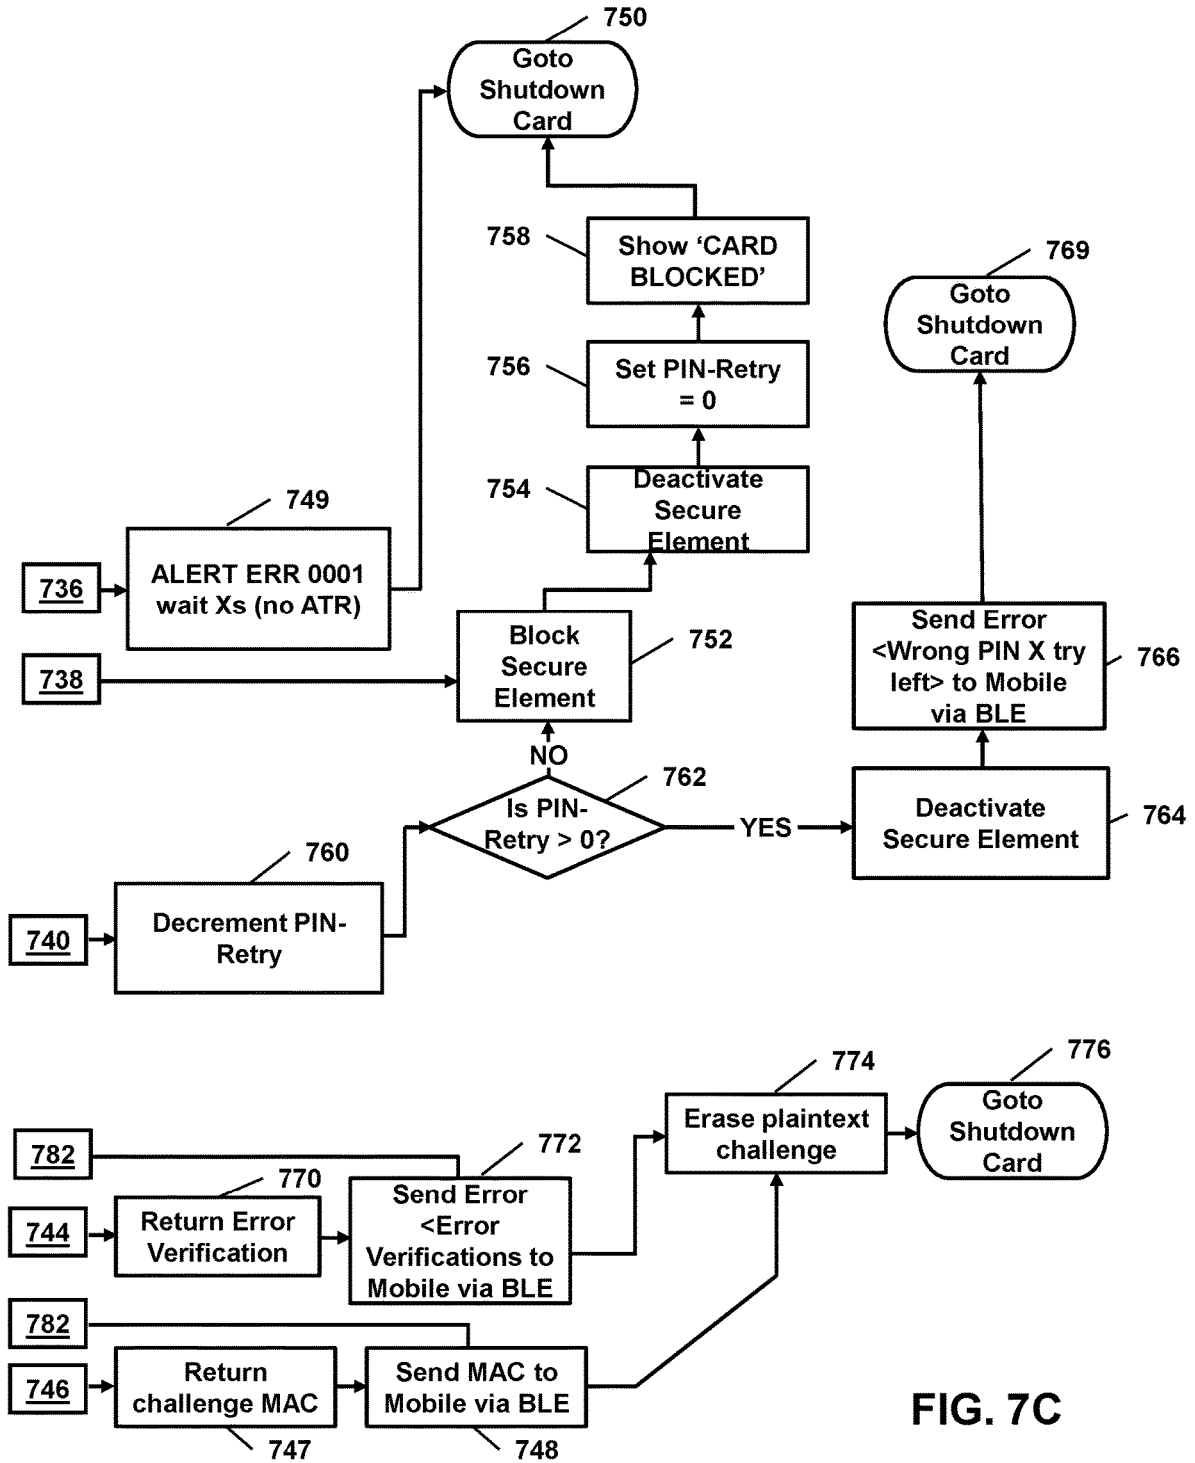 750
Goto
Shutdown
Card
758
Show ‘CARD
BLOCKED’
769
Goto
Shutdown
Card
756
Set PIN-Retry
= 0
754
Deactivate
Secure
Element
749
ALERT ERR 0001
wait Xs (no ATR)
736
738
Block
Secure
Element
752
Send Error
<Wrong PIN X try
left> to Mobile
via BLE
766
NO
762
Is PIN-
Retry > 0?
YES
Deactivate
Secure Element
764
760
740
Decrement PIN-
Retry
774
776
Erase plaintext
challenge
Goto
Shutdown
Card
782
772
770
744
Return Error
Verification
Send Error
<Error
Verifications to
Mobile via BLE
782
746
Return
challenge MAC
Send MAC to
Mobile via BLE
747
748
FIG. 7C